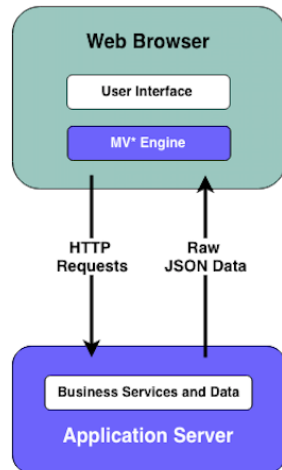 Web Browser
User Interface
MV* Engine
HTTP
Requests
Raw
JSON Data
Business Services and Data
Application Server